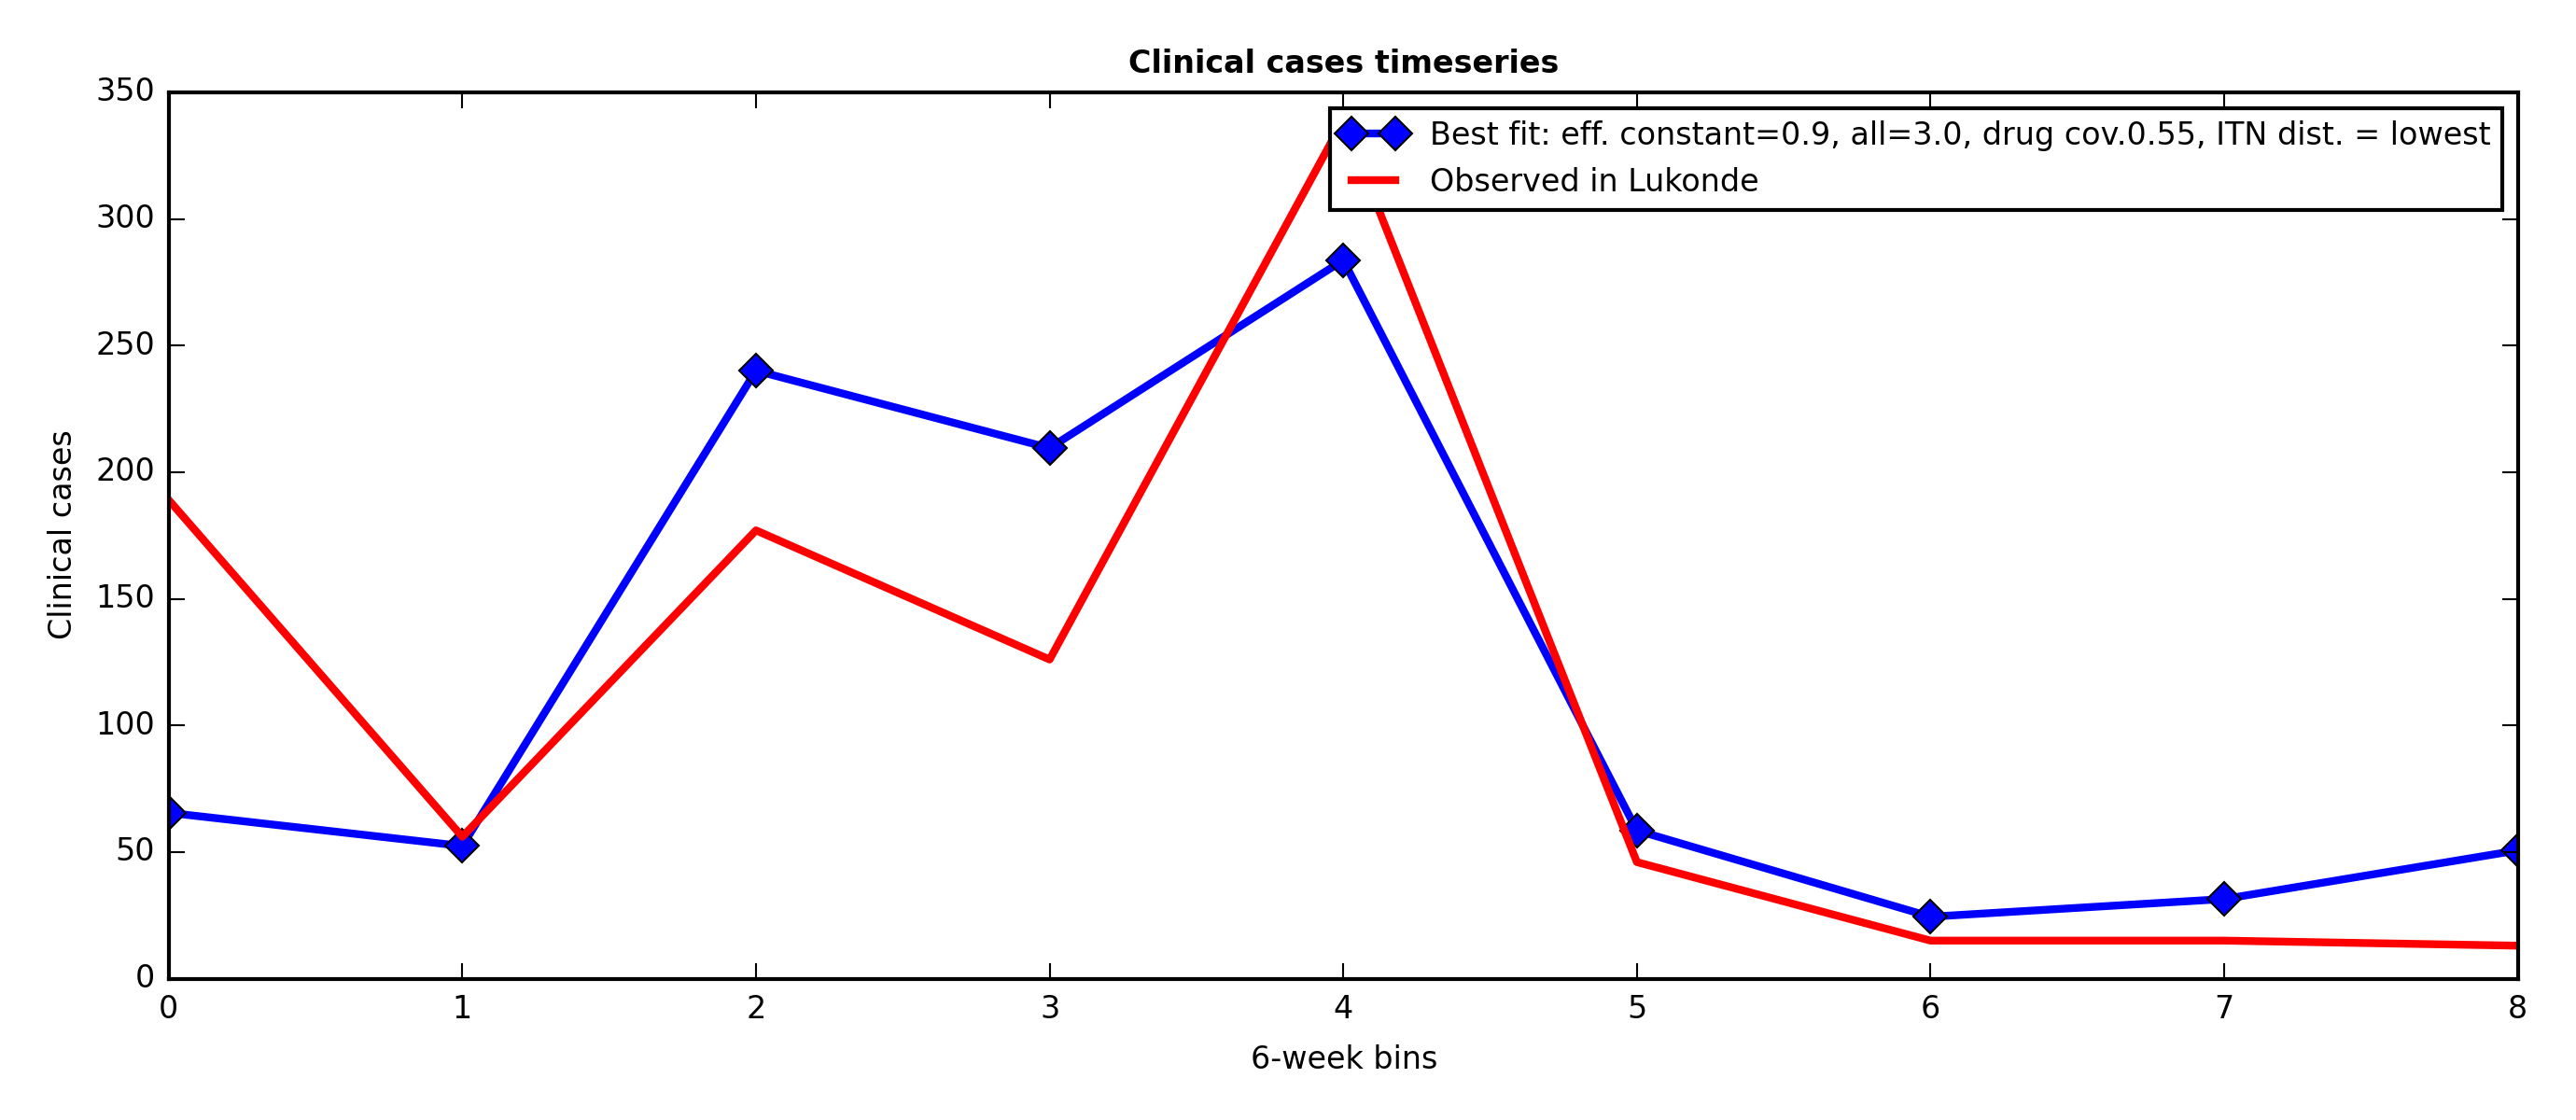 Clinical cases timeseries
350
300
250
200
150
100
50
0
Clinical cases
Best fit: eff. constant=0.9, all=3.0, drug cov.0.55, ITN dist. = lowest
Observed in Lukonde
0 1 2 3 4 5 6 7 8
6-week bins